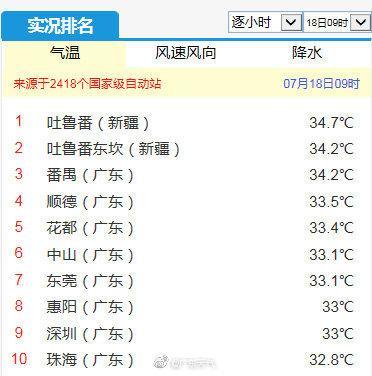 实况排名 逐小时 18日09时
气温 风速风向 降水
来源于2418个国家级自动站 07月18日09时
1 吐鲁番（新疆） 34.7℃
2 吐鲁番东坎（新疆） 34.2℃
3 番禺（广东） 34.2℃
4 顺德（广东） 33.5℃
5 花都（广东） 33.4℃
6 中山（广东） 33.1℃
7 东莞（广东） 33.1℃
8 惠阳（广东） 33℃
9 深圳（广东） 33℃
10 珠海（广东） 32.8℃